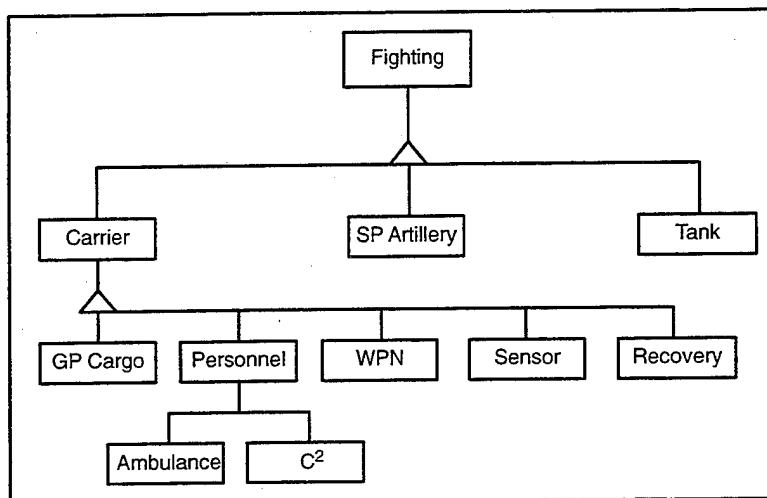 Fighting
Carrier
SP Artillery
Tank
GP Cargo
Personnel
WPN
Sensor
Recovery
Ambulance
C²